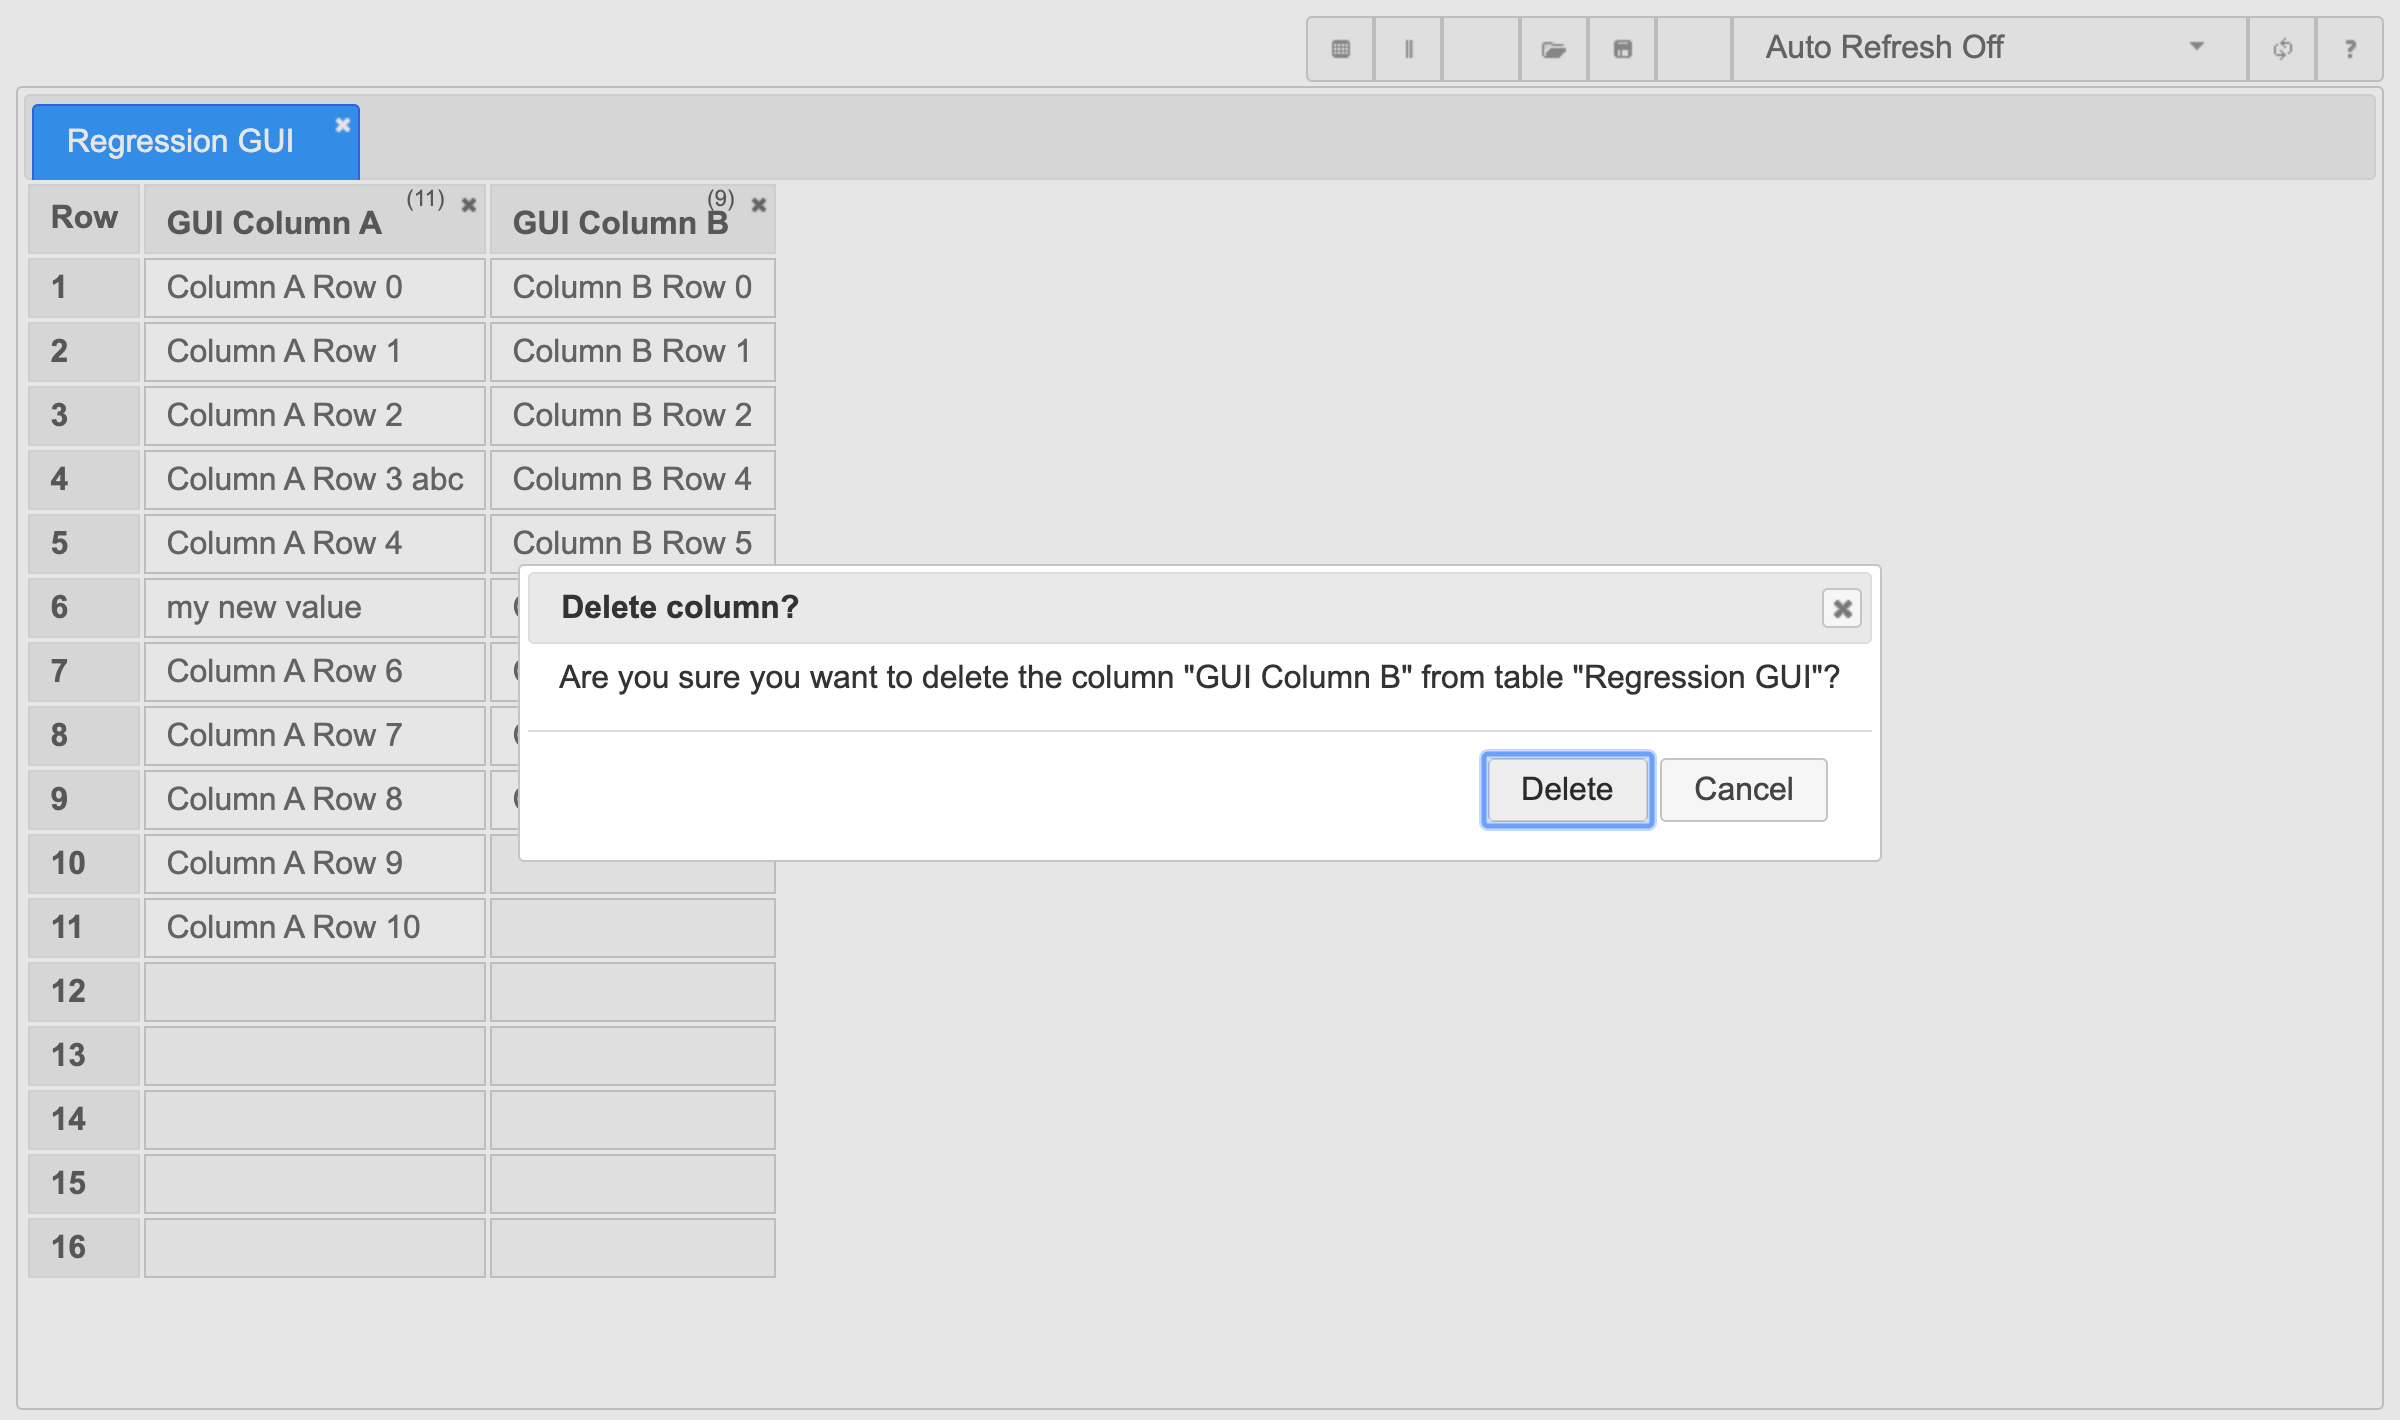 Auto Refresh Off
?
Regression GUI
Row
GUI Column A (11)
GUI Column B (9)
1 Column A Row 0 Column B Row 0
2 Column A Row 1 Column B Row 1
3 Column A Row 2 Column B Row 2
4 Column A Row 3 abc Column B Row 4
5 Column A Row 4 Column B Row 5
6 my new value
7 Column A Row 6
8 Column A Row 7
9 Column A Row 8
10 Column A Row 9
11 Column A Row 10
12
13
14
15
16
Delete column?
Are you sure you want to delete the column "GUI Column B" from table "Regression GUI"?
Delete
Cancel